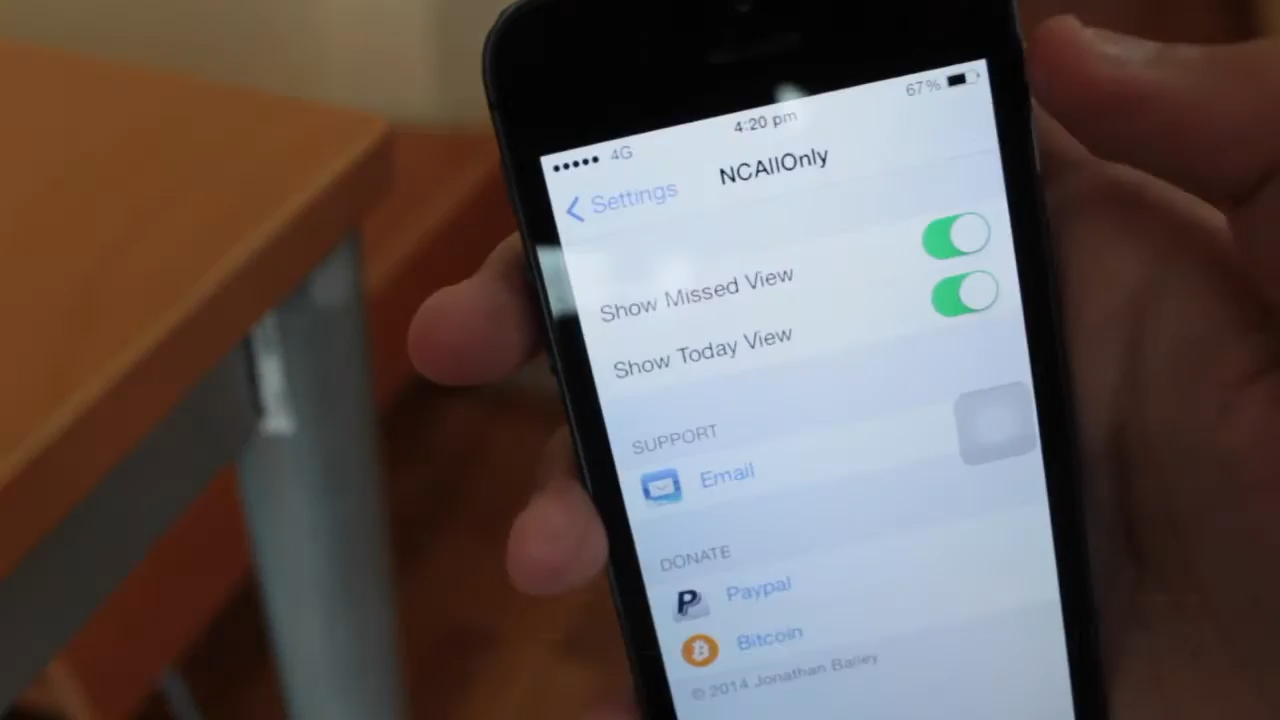 4G
4:20 pm
67%
Settings
NCAllOnly
Show Missed View
Show Today View
SUPPORT
Email
DONATE
Paypal
Bitcoin
© 2014 Jonathan Bailey